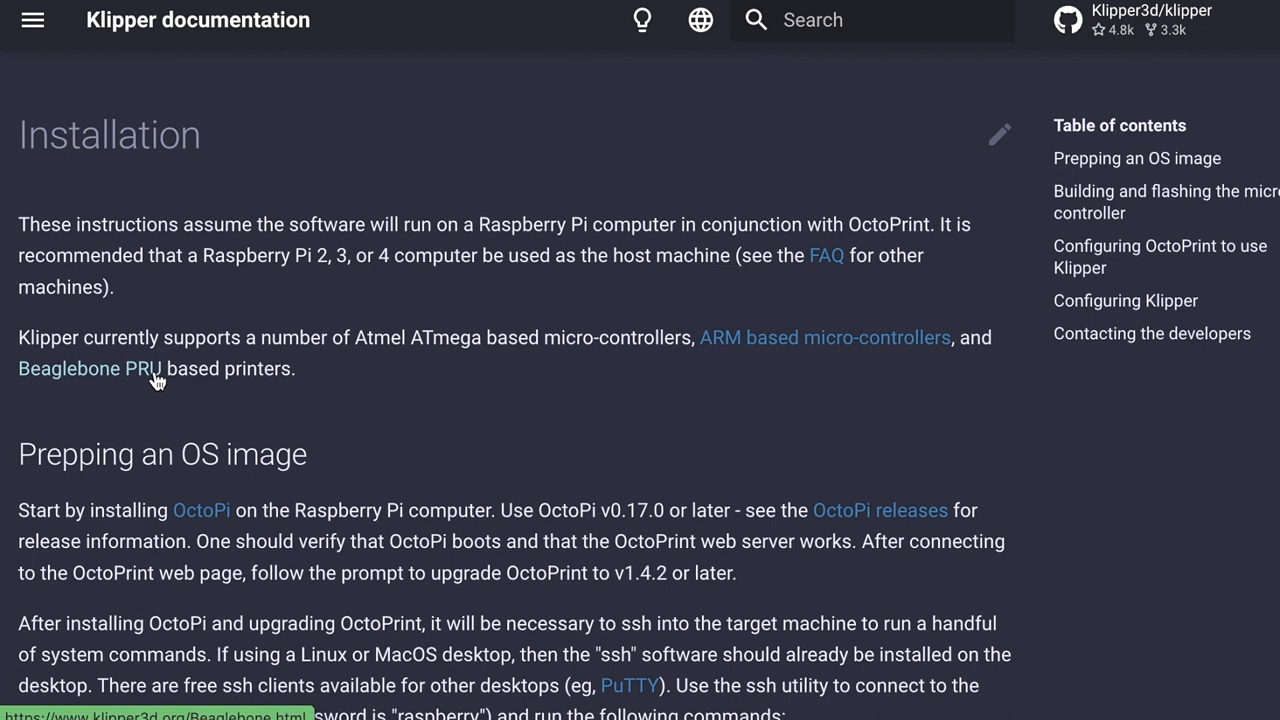 Klipper documentation
Search
Klipper3d/klipper
4.8k 3.3k
Installation
These instructions assume the software will run on a Raspberry Pi computer in conjunction with OctoPrint. It is
recommended that a Raspberry Pi 2, 3, or 4 computer be used as the host machine (see the FAQ for other
machines).
Klipper currently supports a number of Atmel ATmega based micro-controllers, ARM based micro-controllers, and
Beaglebone PRU based printers.
Prepping an OS image
Start by installing OctoPi on the Raspberry Pi computer. Use OctoPi v0.17.0 or later - see the OctoPi releases for
release information. One should verify that OctoPi boots and that the OctoPrint web server works. After connecting
to the OctoPrint web page, follow the prompt to upgrade OctoPrint to v1.4.2 or later.
After installing OctoPi and upgrading OctoPrint, it will be necessary to ssh into the target machine to run a handful
of system commands. If using a Linux or MacOS desktop, then the "ssh" software should already be installed on the
desktop. There are free ssh clients available for other desktops (eg, PuTTY). Use the ssh utility to connect to the
sword is "raspberry") and run the following commands:
https://www.klipper3d.org/Beaglebone.html
Table of contents
Prepping an OS image
Building and flashing the micro
controller
Configuring OctoPrint to use
Klipper
Configuring Klipper
Contacting the developers